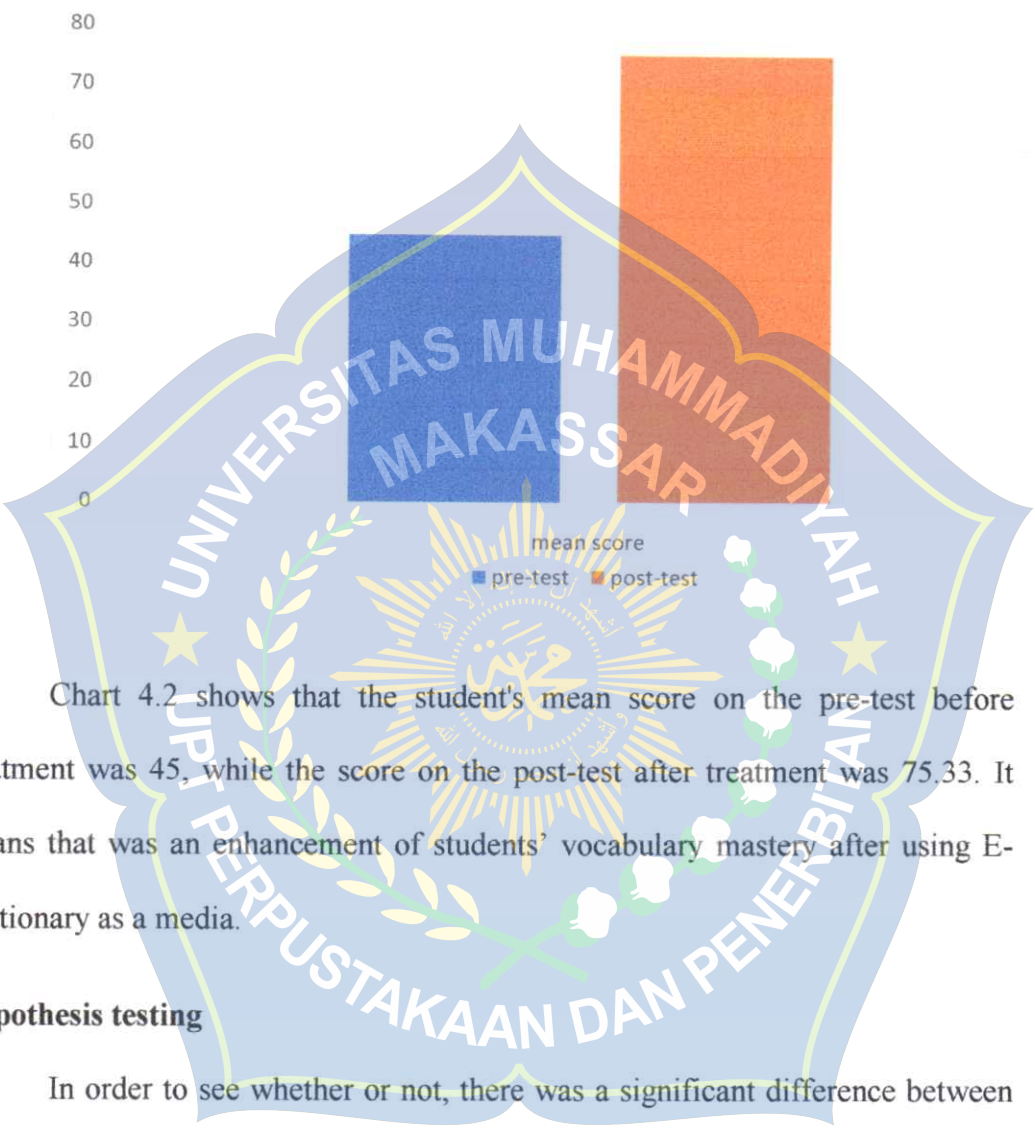 80
70
60
50
40
30
20
10
0
mean score
pre-test post-test
UNIVERSITAS MUHAMMADIYAH
MAKASSAR
UPT PERPUSTAKAAN DAN PENERBITAN
Chart 4.2 shows that the student's mean score on the pre-test before
tment was 45, while the score on the post-test after treatment was 75.33. It
ans that was an enhancement of students' vocabulary mastery after using E-
tionary as a media.
pothesis testing
In order to see whether or not, there was a significant difference between